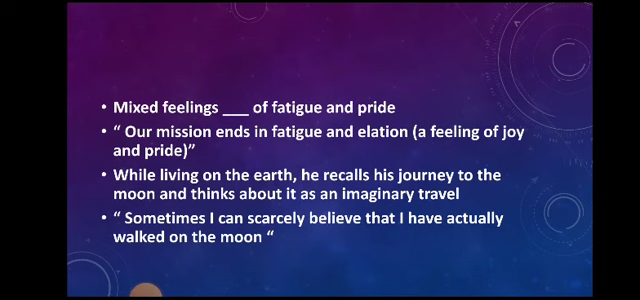 • Mixed feelings ___ of fatigue and pride
• “ Our mission ends in fatigue and elation (a feeling of joy
and pride)”
• While living on the earth, he recalls his journey to the
moon and thinks about it as an imaginary travel
• “ Sometimes I can scarcely believe that I have actually
walked on the moon “